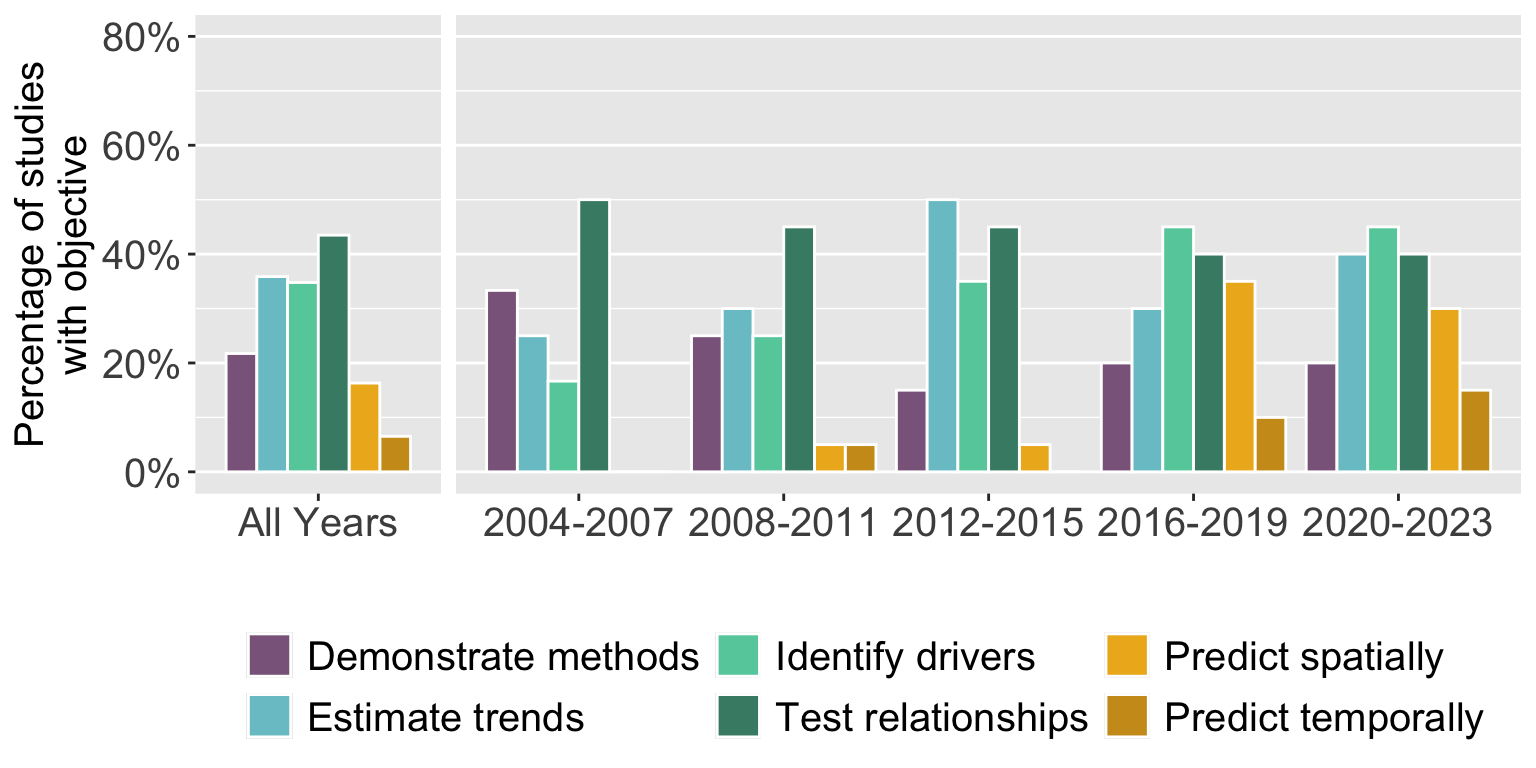 Percentage of studies
with objective
80%
60%
40%
20%
0%
All Years
2004-2007
2008-2011
2012-2015
2016-2019
2020-2023
Demonstrate methods
Identify drivers
Predict spatially
Estimate trends
Test relationships
Predict temporally